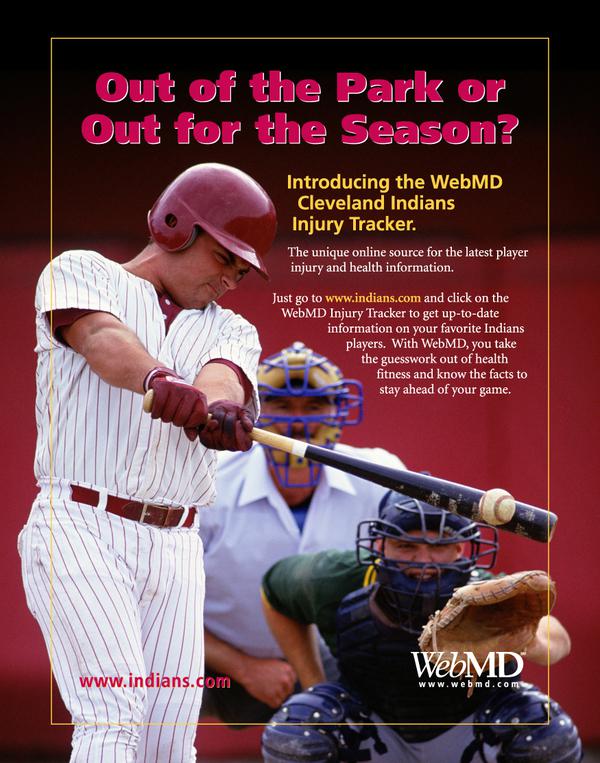 Out of the Park or
Out for the Season?
Introducing the WebMD
Cleveland Indians
Injury Tracker.
The unique online source for the latest player
injury and health information.
Just go to www.indians.com and click on the
WebMD Injury Tracker to get up-to-date
information on your favorite Indians
players. With WebMD, you take
the guesswork out of health
fitness and know the facts to
stay ahead of your game.
WebMD
www.webmd.com
www.indians.com